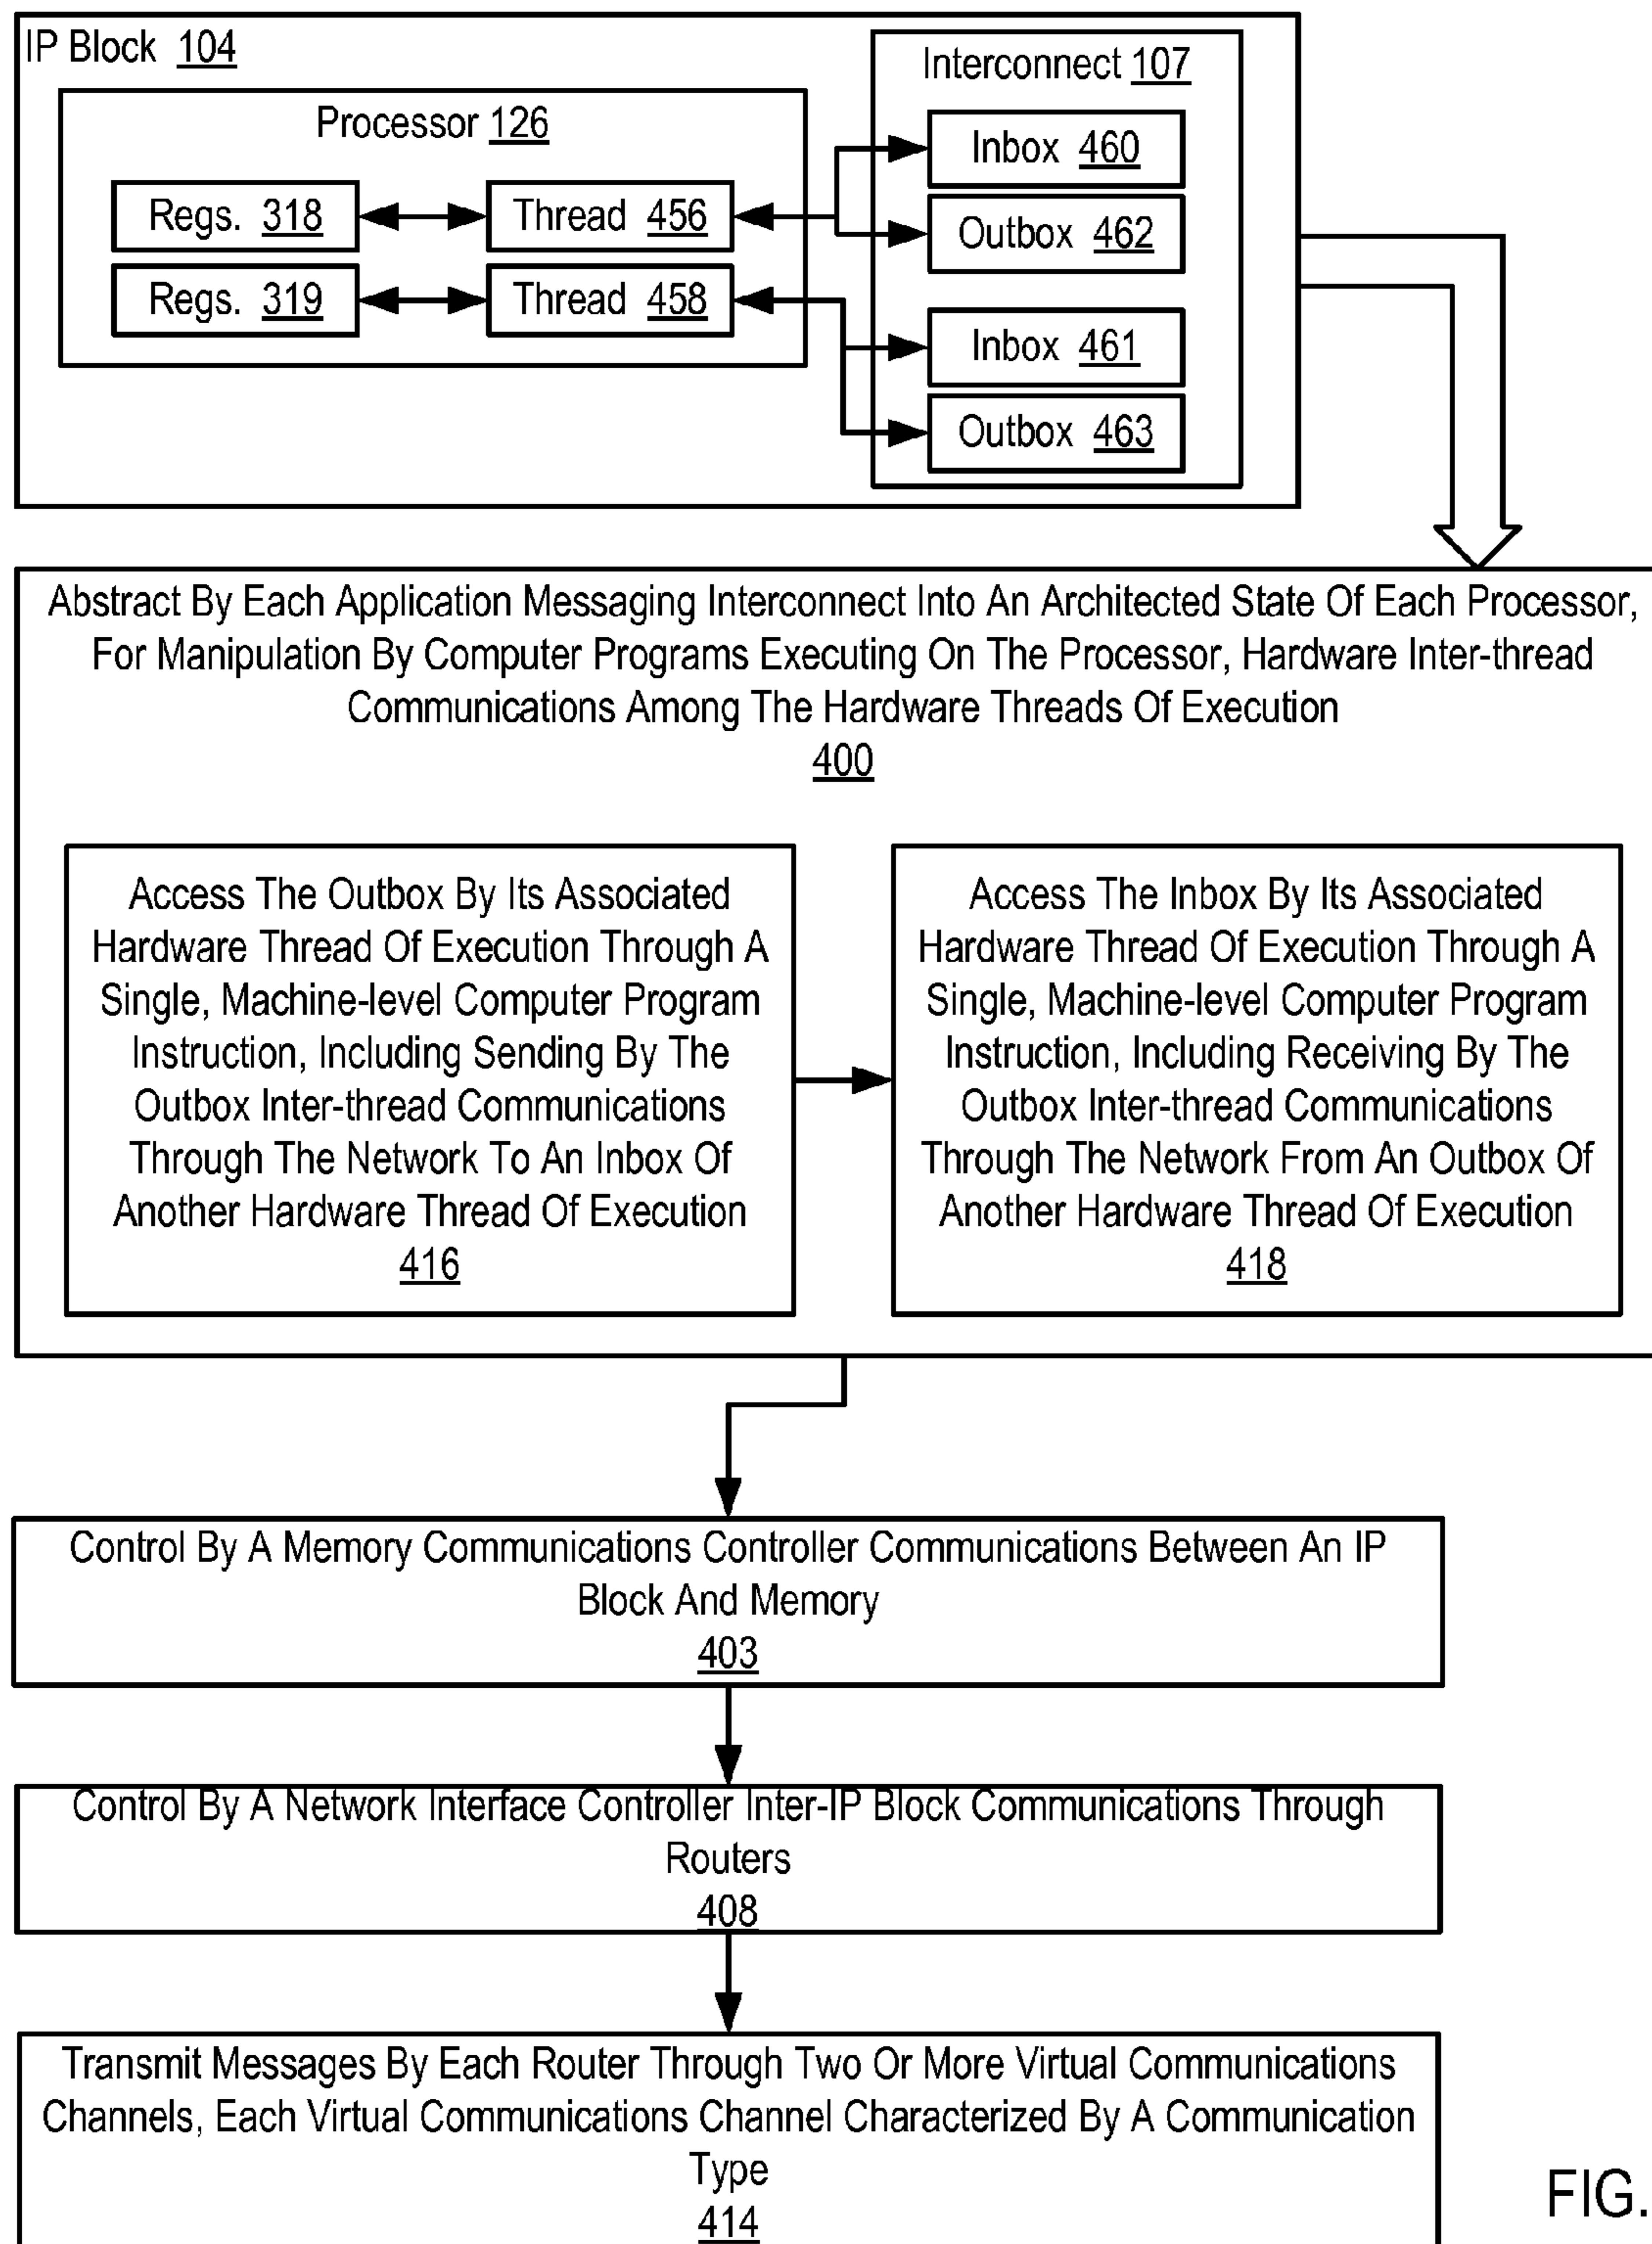 IP Block 104
Interconnect 107
Processor 126
Inbox 460
Regs. 318
Thread 456
Outbox 462
Regs. 319
Thread 458
Inbox 461
Outbox 463
Abstract By Each Application Messaging Interconnect Into An Architected State Of Each Processor,
For Manipulation By Computer Programs Executing On The Processor, Hardware Inter-thread
Communications Among The Hardware Threads Of Execution
400
Access The Outbox By Its Associated
Hardware Thread Of Execution Through A
Single, Machine-level Computer Program
Instruction, Including Sending By The
Outbox Inter-thread Communications
Through The Network To An Inbox Of
Another Hardware Thread Of Execution
416
Access The Inbox By Its Associated
Hardware Thread Of Execution Through A
Single, Machine-level Computer Program
Instruction, Including Receiving By The
Outbox Inter-thread Communications
Through The Network From An Outbox Of
Another Hardware Thread Of Execution
418
Control By A Memory Communications Controller Communications Between An IP
Block And Memory
403
Control By A Network Interface Controller Inter-IP Block Communications Through
Routers
408
Transmit Messages By Each Router Through Two Or More Virtual Communications
Channels, Each Virtual Communications Channel Characterized By A Communication
Type
414
FIG.